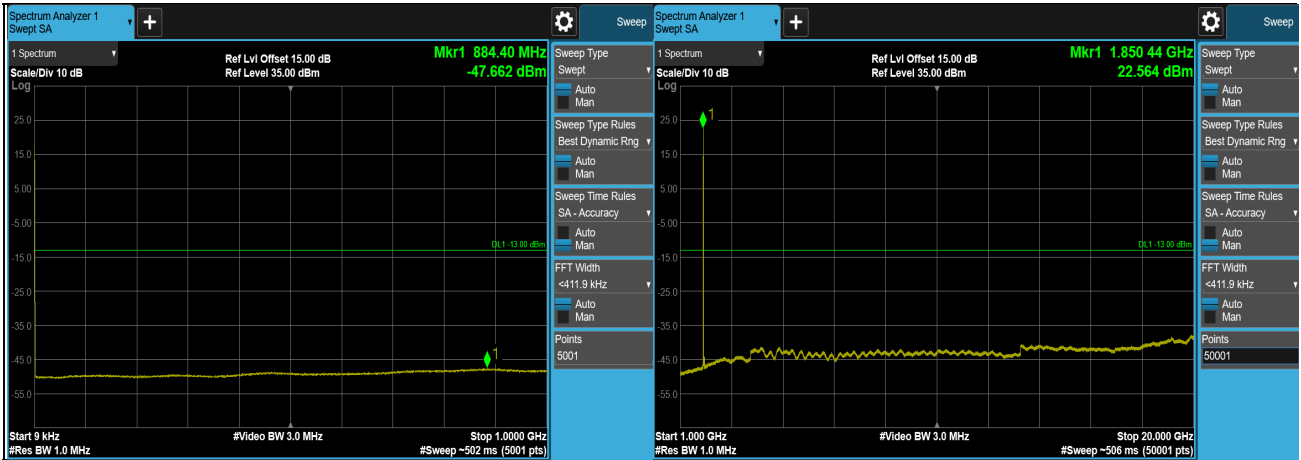 Spectrum Analyzer 1
Swept SA
+
Sweep
1 Spectrum
Ref Lvl Offset 15.00 dB
Mkr1 884.40 MHz
Scale/Div 10 dB
Ref Level 35.00 dBm
-47.662 dBm
Log
25.0
15.0
5.00
-5.00
-15.0
-25.0
-35.0
-45.0
-55.0
1
DL1 -13.00 dBm
Start 9 kHz
#Video BW 3.0 MHz
Stop 1.0000 GHz
#Res BW 1.0 MHz
#Sweep ~502 ms (5001 pts)
Sweep Type
Swept
Auto
Man
Sweep Type Rules
Best Dynamic Rng
Auto
Man
Sweep Time Rules
SA - Accuracy
Auto
Man
FFT Width
<411.9 kHz
Auto
Man
Points
5001
Spectrum Analyzer 1
Swept SA
+
Sweep
1 Spectrum
Ref Lvl Offset 15.00 dB
Mkr1 1.850 44 GHz
Scale/Div 10 dB
Ref Level 35.00 dBm
22.564 dBm
Log
25.0
15.0
5.00
-5.00
-15.0
-25.0
-35.0
-45.0
-55.0
1
DL1 -13.00 dBm
Start 1.000 GHz
#Video BW 3.0 MHz
Stop 20.000 GHz
#Res BW 1.0 MHz
#Sweep ~506 ms (50001 pts)
Sweep Type
Swept
Auto
Man
Sweep Type Rules
Best Dynamic Rng
Auto
Man
Sweep Time Rules
SA - Accuracy
Auto
Man
FFT Width
<411.9 kHz
Auto
Man
Points
50001